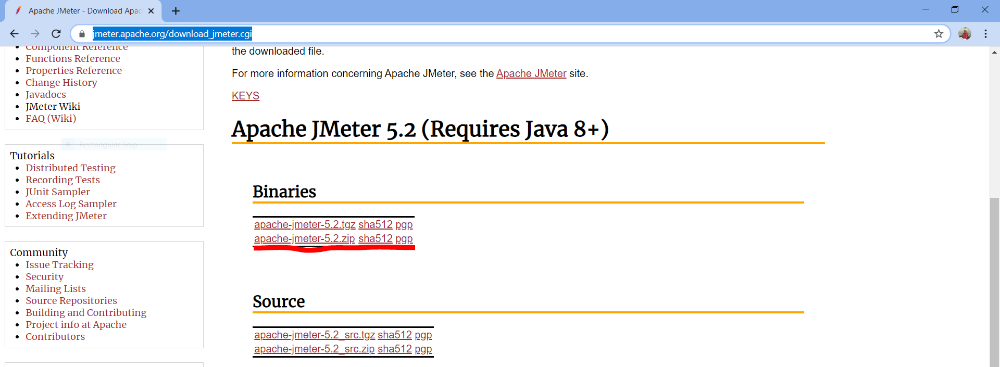 Apache JMeter - Download Apac
jmeter.apache.org/download_jmeter.cgi
Component Reference
Functions Reference
Properties Reference
Change History
Javadocs
JMeter Wiki
FAQ (Wiki)
Rectangular Snip
Tutorials
Distributed Testing
Recording Tests
JUnit Sampler
Access Log Sampler
Extending JMeter
Community
Issue Tracking
Security
Mailing Lists
Source Repositories
Building and Contributing
Project info at Apache
Contributors
the downloaded file.
For more information concerning Apache JMeter, see the Apache JMeter site.
KEYS
Apache JMeter 5.2 (Requires Java 8+)
Binaries
apache-jmeter-5.2.tgz sha512 pgp
apache-jmeter-5.2.zip sha512 pgp
Source
apache-jmeter-5.2_src.tgz sha512 pgp
apache-jmeter-5.2_src.zip sha512 pgp